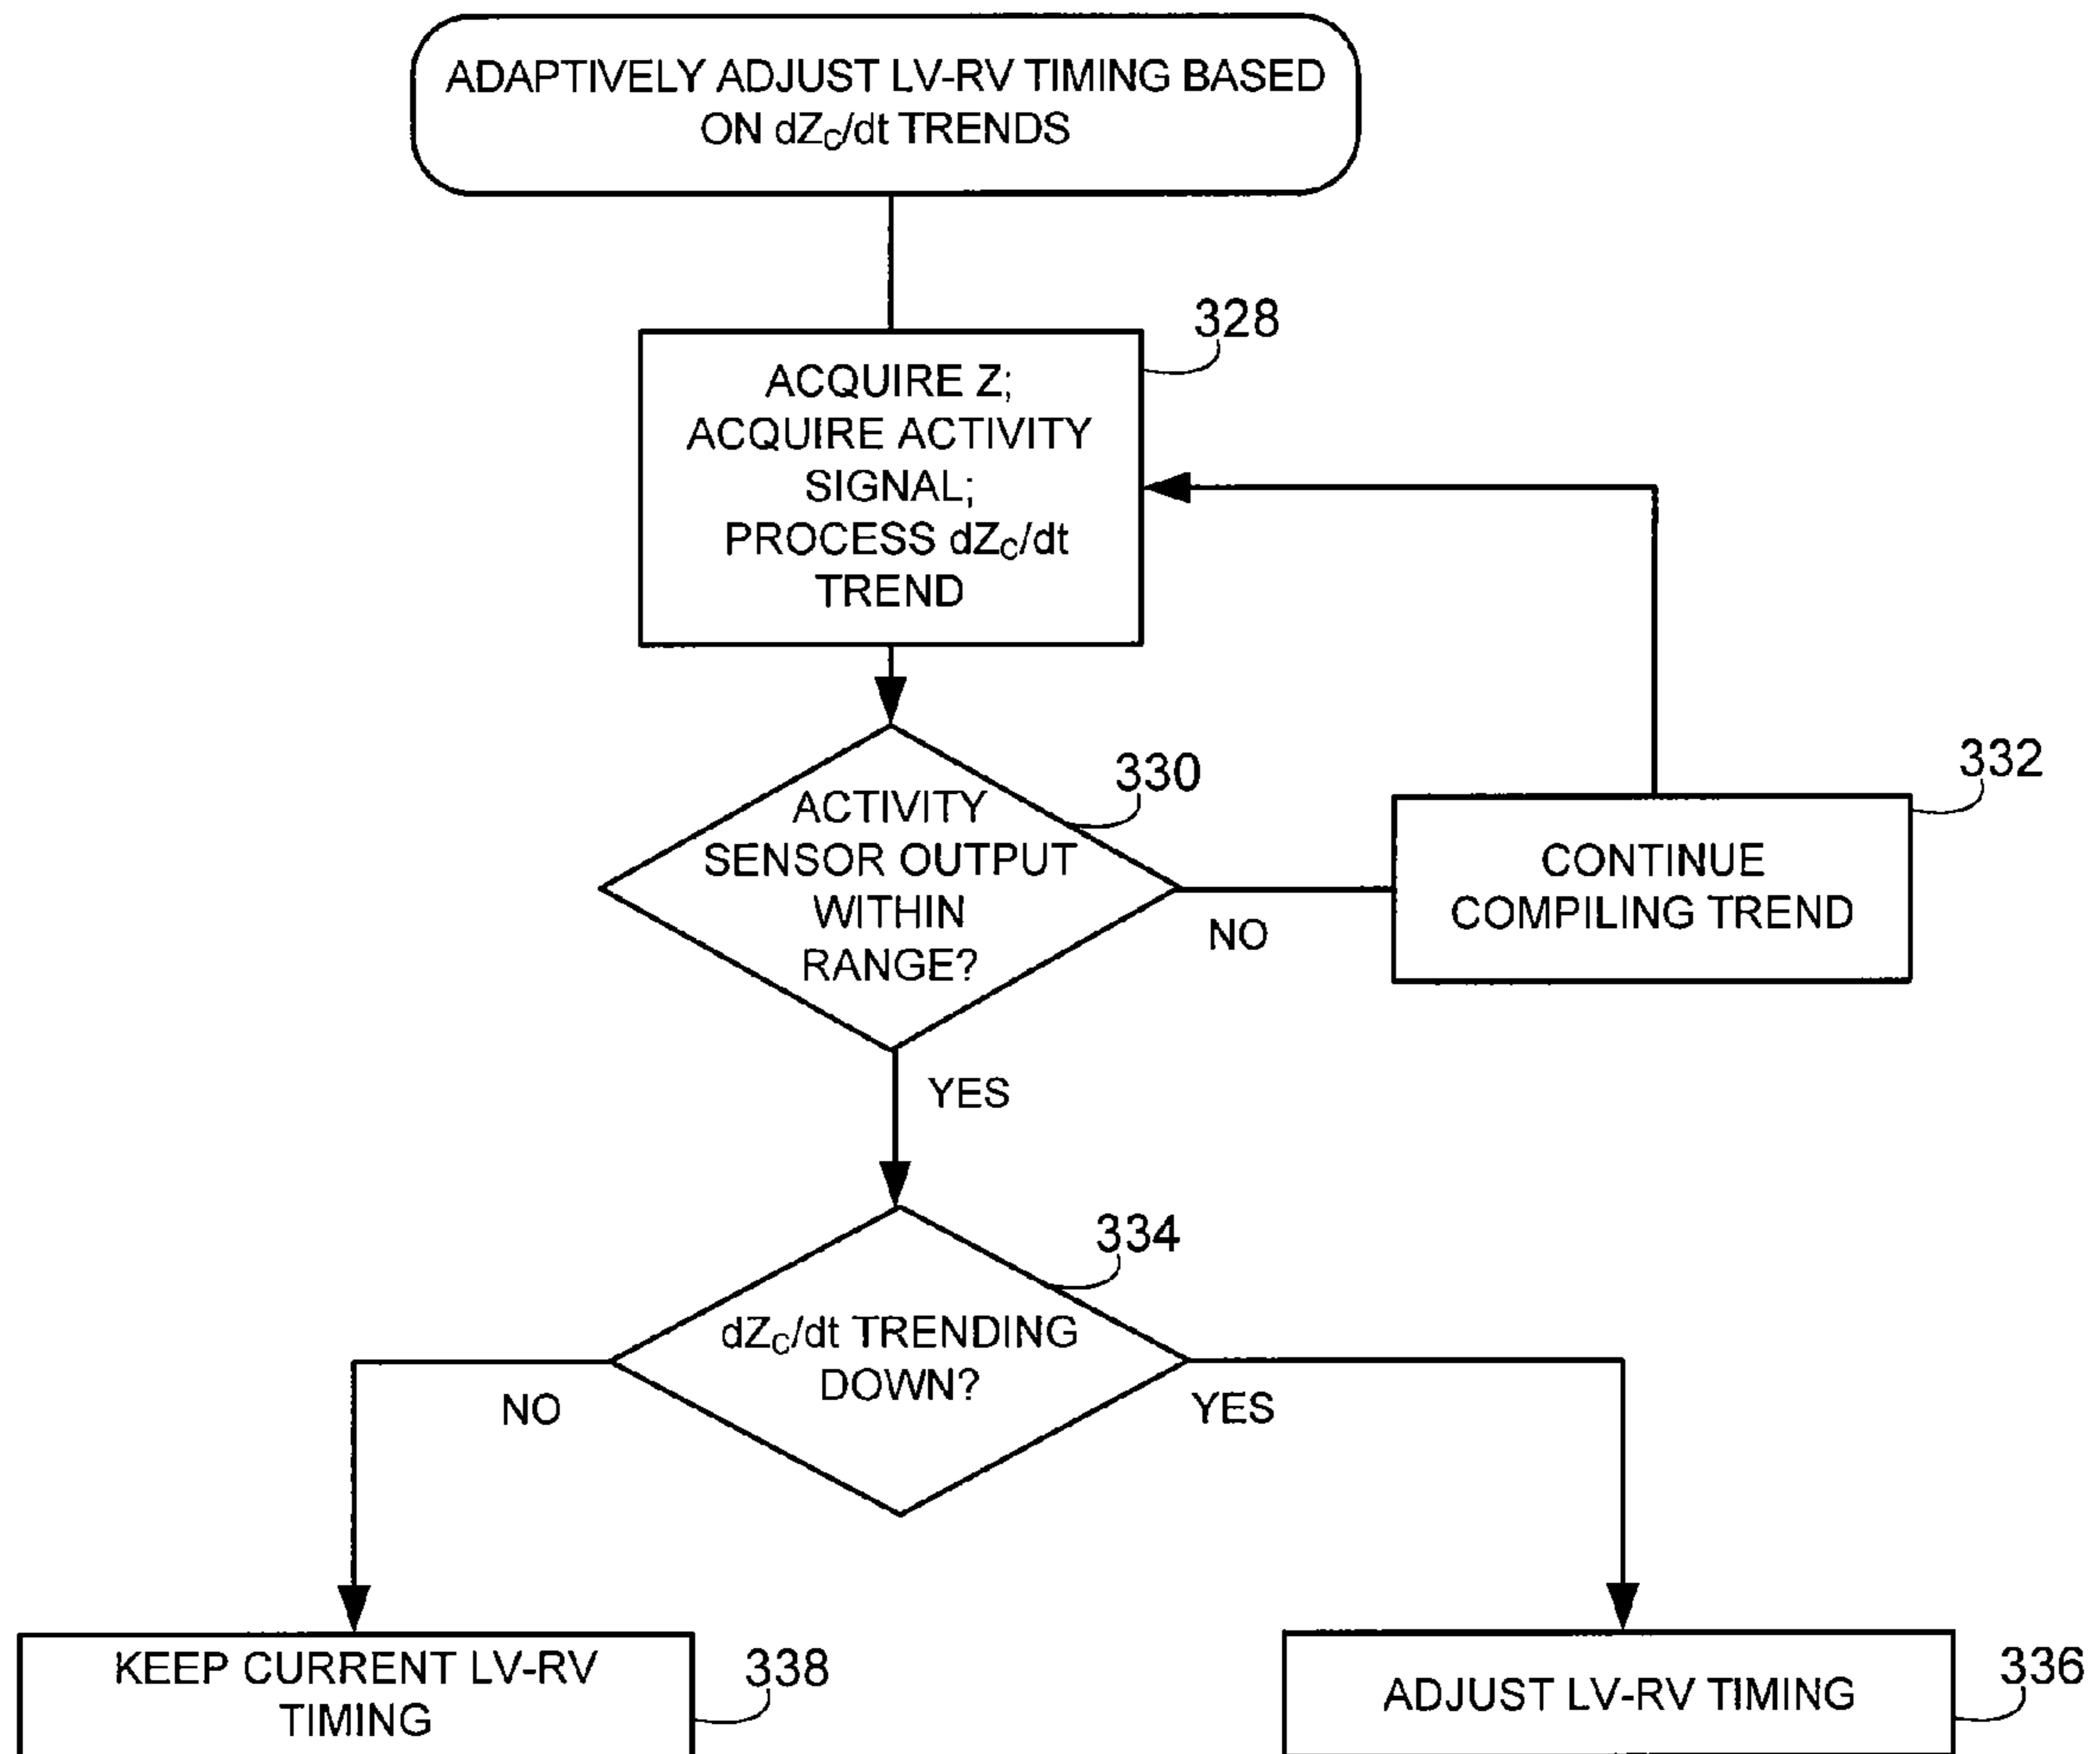 ADAPTIVELY ADJUST LV-RV TIMING BASED
ON dZC/dt TRENDS
328
ACQUIRE Z;
ACQUIRE ACTIVITY
SIGNAL;
PROCESS dZC/dt
TREND
330
ACTIVITY
SENSOR OUTPUT
WITHIN
RANGE?
NO
332
CONTINUE
COMPILING TREND
YES
334
dZC/dt TRENDING
DOWN?
NO
YES
KEEP CURRENT LV-RV
TIMING
338
ADJUST LV-RV TIMING
336